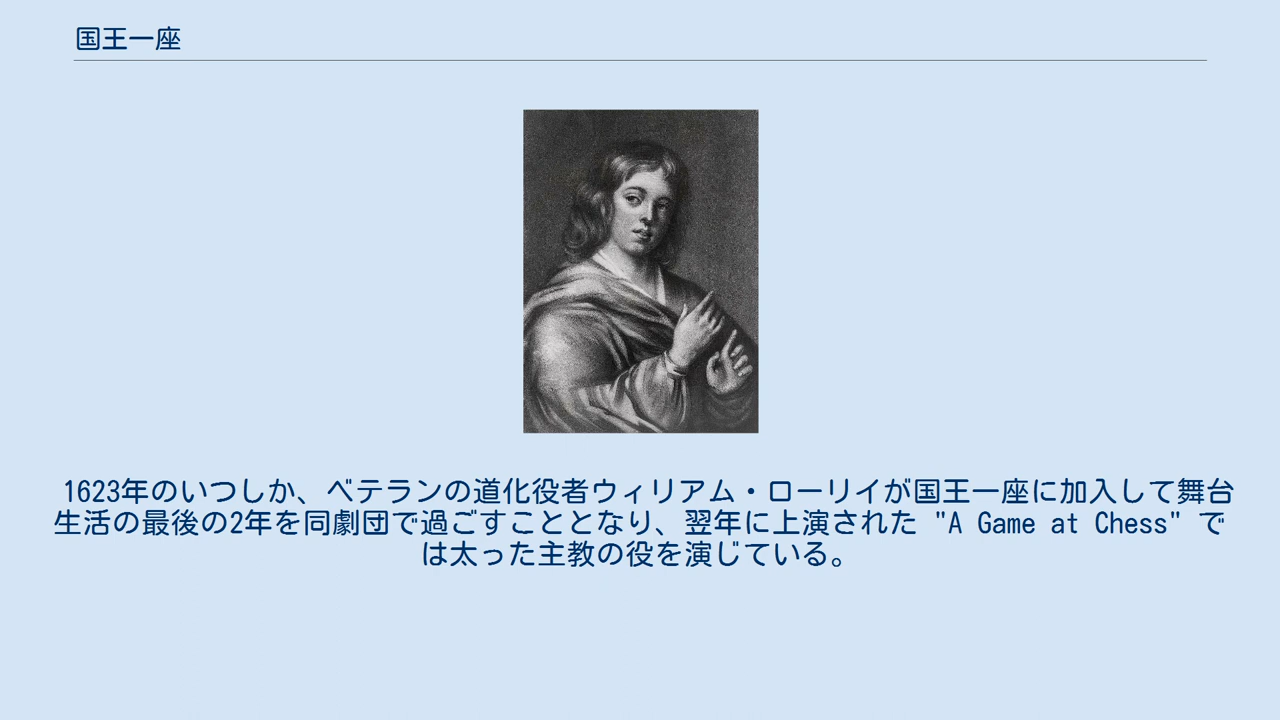 国王一座
1623年のいつしか、ベテランの道化役者ウィリアム・ローリイが国王一座に加入して舞台
生活の最後の2年を同劇団で過ごすこととなり、翌年に上演された "A Game at Chess" で
は太った主教の役を演じている。